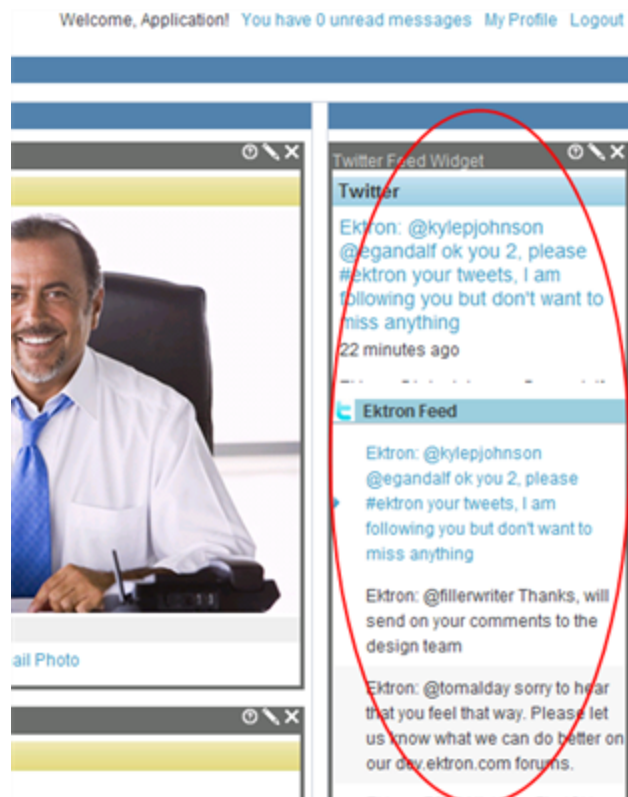 Welcome, Application! You have 0 unread messages My Profile Logout
Twitter Feed Widget
Twitter
Ektron: @kylepjohnson
@egandalf ok you 2, please
#ektron your tweets, I am
following you but don't want to
miss anything
22 minutes ago
Ektron Feed
Ektron: @kylepjohnson
@egandalf ok you 2, please
#ektron your tweets, I am
following you but don't want to
miss anything
Ektron: @fillerwriter Thanks, will
send on your comments to the
design team
Ektron: @tomalday sorry to hear
that you feel that way. Please let
us know what we can do better on
our dev.ektron.com forums.
ail Photo